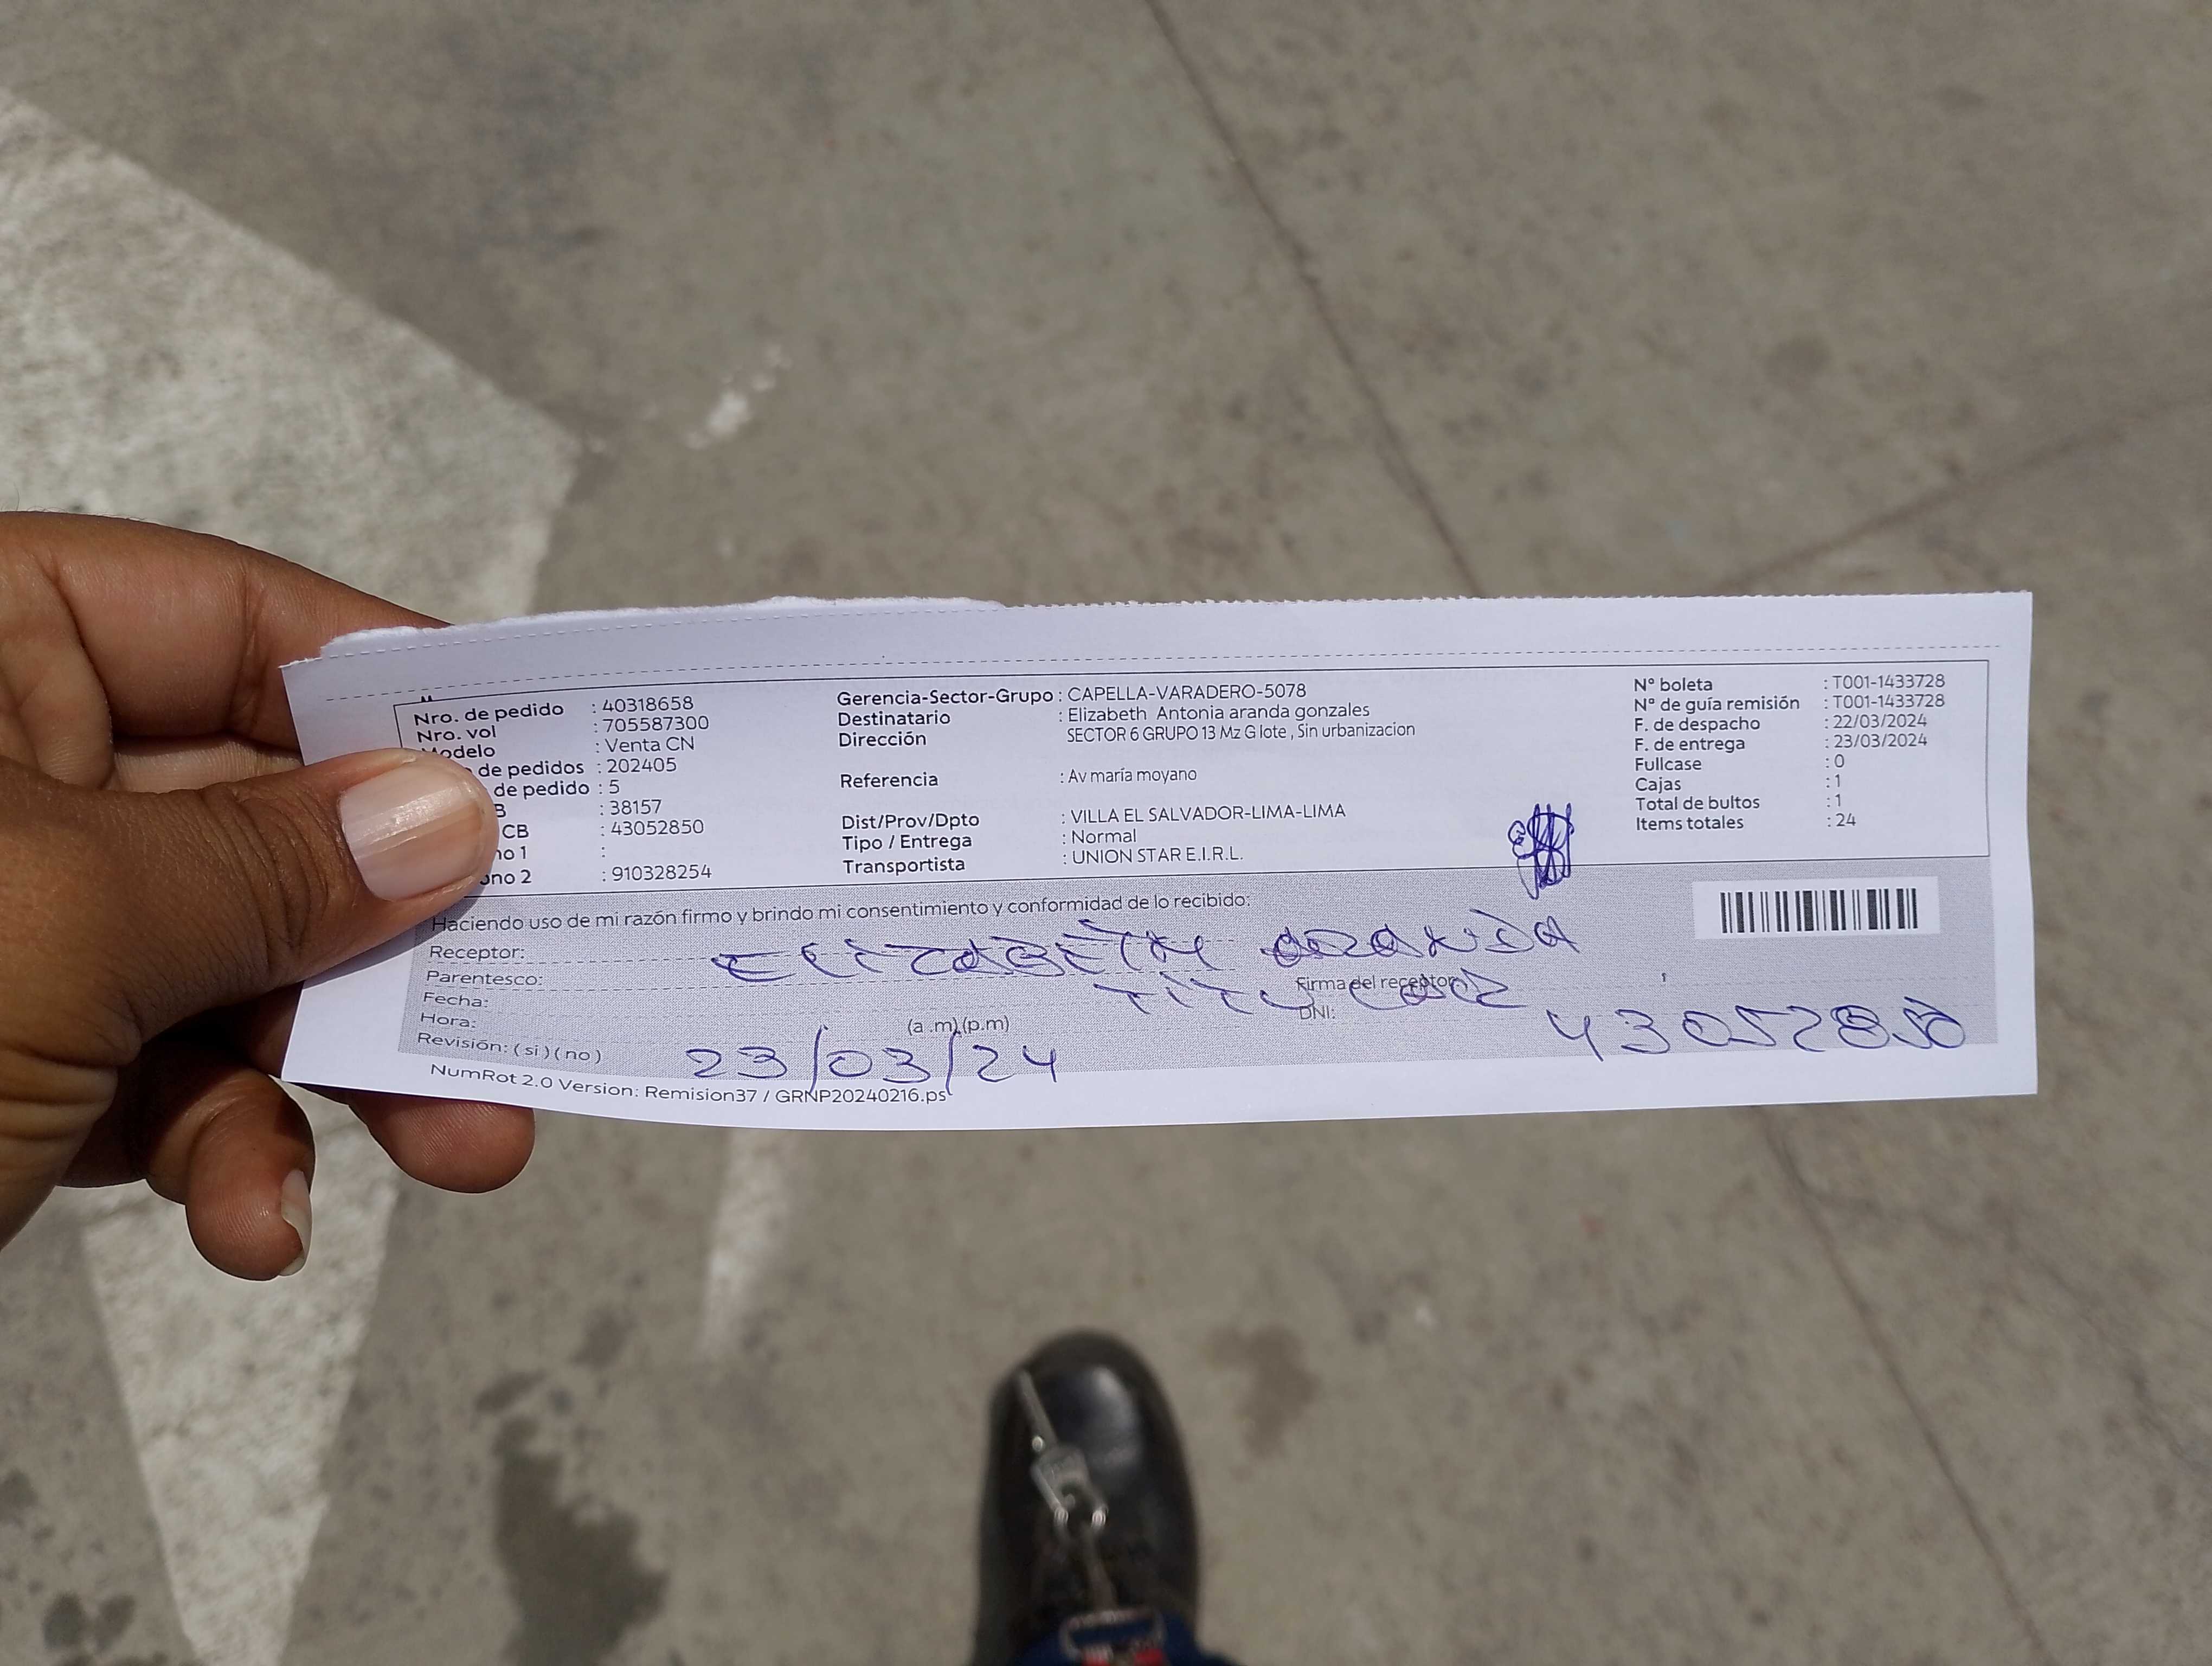 Nro. de pedido : 40318658
Nro. vol : 705587300
Modelo : Venta CN
de pedidos : 202405
de pedido : 5
B : 38157
CB : 43052850
no 1 :
ono 2 : 910328254
Gerencia-Sector-Grupo : CAPELLA-VARADERO-5078
Destinatario : Elizabeth Antonia aranda gonzales
Dirección SECTOR 6 GRUPO 13 Mz G lote , Sin urbanizacion
Referencia : Av maría moyano
Dist/Prov/Dpto : VILLA EL SALVADOR-LIMA-LIMA
Tipo / Entrega : Normal
Transportista : UNION STAR E.I.R.L.
N° boleta : T001-1433728
N° de guía remisión : T001-1433728
F. de despacho : 22/03/2024
F. de entrega : 23/03/2024
Fullcase : 0
Cajas : 1
Total de bultos : 1
Items totales : 24
Haciendo uso de mi razón firmo y brindo mi consentimiento y conformidad de lo recibido:
Receptor: ELIZABETH ARANDA
Parentesco: Firma del receptor
Fecha: DNI: 43052850
Hora: (a .m) (p.m)
Revisión: ( si ) ( no ) 23/03/24
NumRot 2.0 Version: Remision37 / GRNP20240216.ps